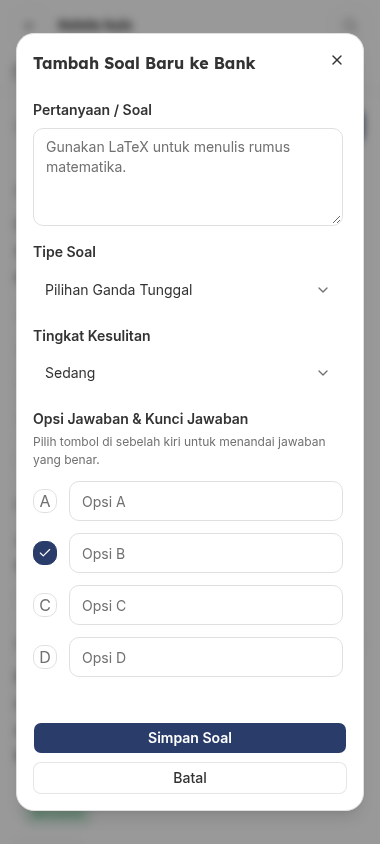 Tambah Soal Baru ke Bank
Pertanyaan / Soal
Gunakan LaTeX untuk menulis rumus
matematika.
Tipe Soal
Pilihan Ganda Tunggal
Tingkat Kesulitan
Sedang
Opsi Jawaban & Kunci Jawaban
Pilih tombol di sebelah kiri untuk menandai jawaban
yang benar.
A Opsi A
Opsi B
C Opsi C
D Opsi D
Simpan Soal
Batal